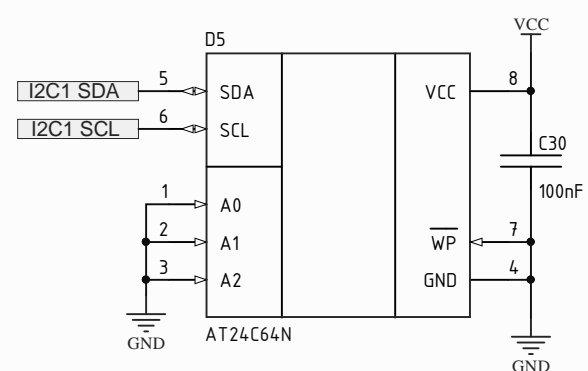 VCC
D5
I2C1 SDA 5 SDA VCC 8
I2C1 SCL 6 SCL
C30
100nF
1 A0
2 A1 WP 7
3 A2 GND 4
AT24C64N
GND
GND